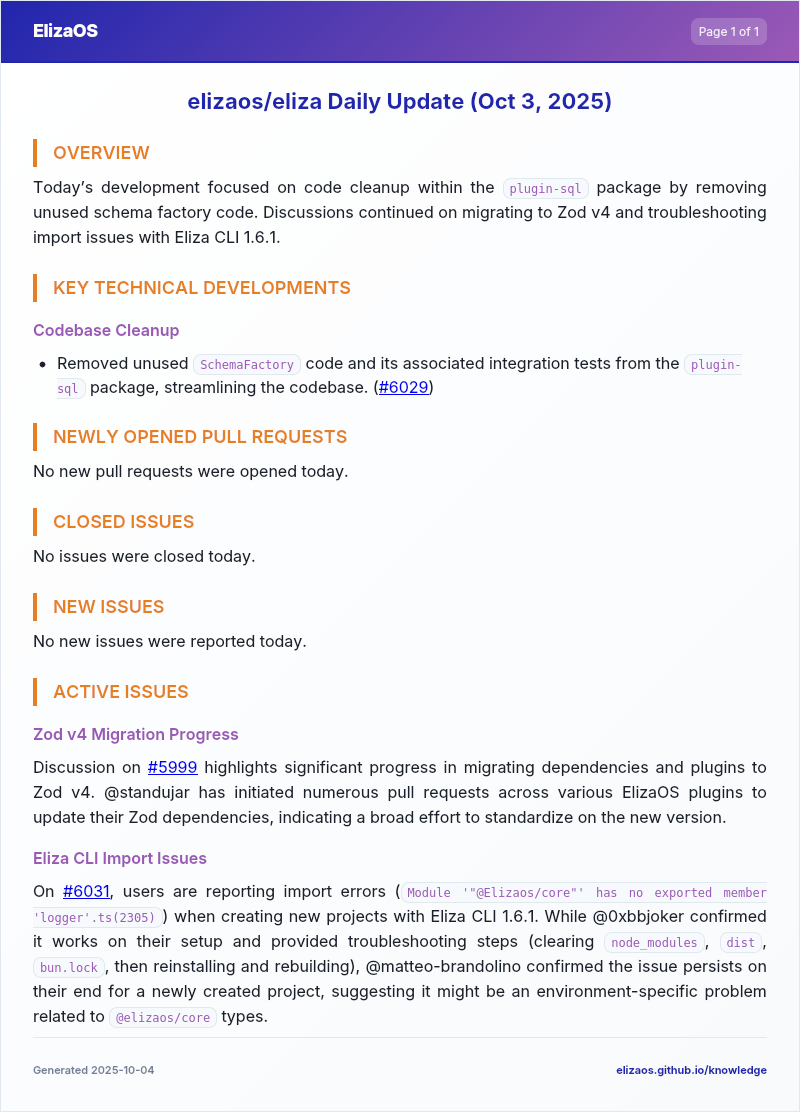 ElizaOS
Page 1 of 1
elizaos/eliza Daily Update (Oct 3, 2025)
OVERVIEW
Today's development focused on code cleanup within the plugin-sql package by removing
unused schema factory code. Discussions continued on migrating to Zod v4 and troubleshooting
import issues with Eliza CLI 1.6.1.
KEY TECHNICAL DEVELOPMENTS
Codebase Cleanup
• Removed unused SchemaFactory code and its associated integration tests from the plugin-
sql package, streamlining the codebase. (#6029)
NEWLY OPENED PULL REQUESTS
No new pull requests were opened today.
CLOSED ISSUES
No issues were closed today.
NEW ISSUES
No new issues were reported today.
ACTIVE ISSUES
Zod v4 Migration Progress
Discussion on #5999 highlights significant progress in migrating dependencies and plugins to
Zod v4. @standujar has initiated numerous pull requests across various ElizaOS plugins to
update their Zod dependencies, indicating a broad effort to standardize on the new version.
Eliza CLI Import Issues
On #6031, users are reporting import errors (Module '"@Elizaos/core"' has no exported member
'logger'.ts(2305)) when creating new projects with Eliza CLI 1.6.1. While @0xbbjoker confirmed
it works on their setup and provided troubleshooting steps (clearing node_modules, dist,
bun.lock, then reinstalling and rebuilding), @matteo-brandolino confirmed the issue persists on
their end for a newly created project, suggesting it might be an environment-specific problem
related to @elizaos/core types.
Generated 2025-10-04
elizaos.github.io/knowledge